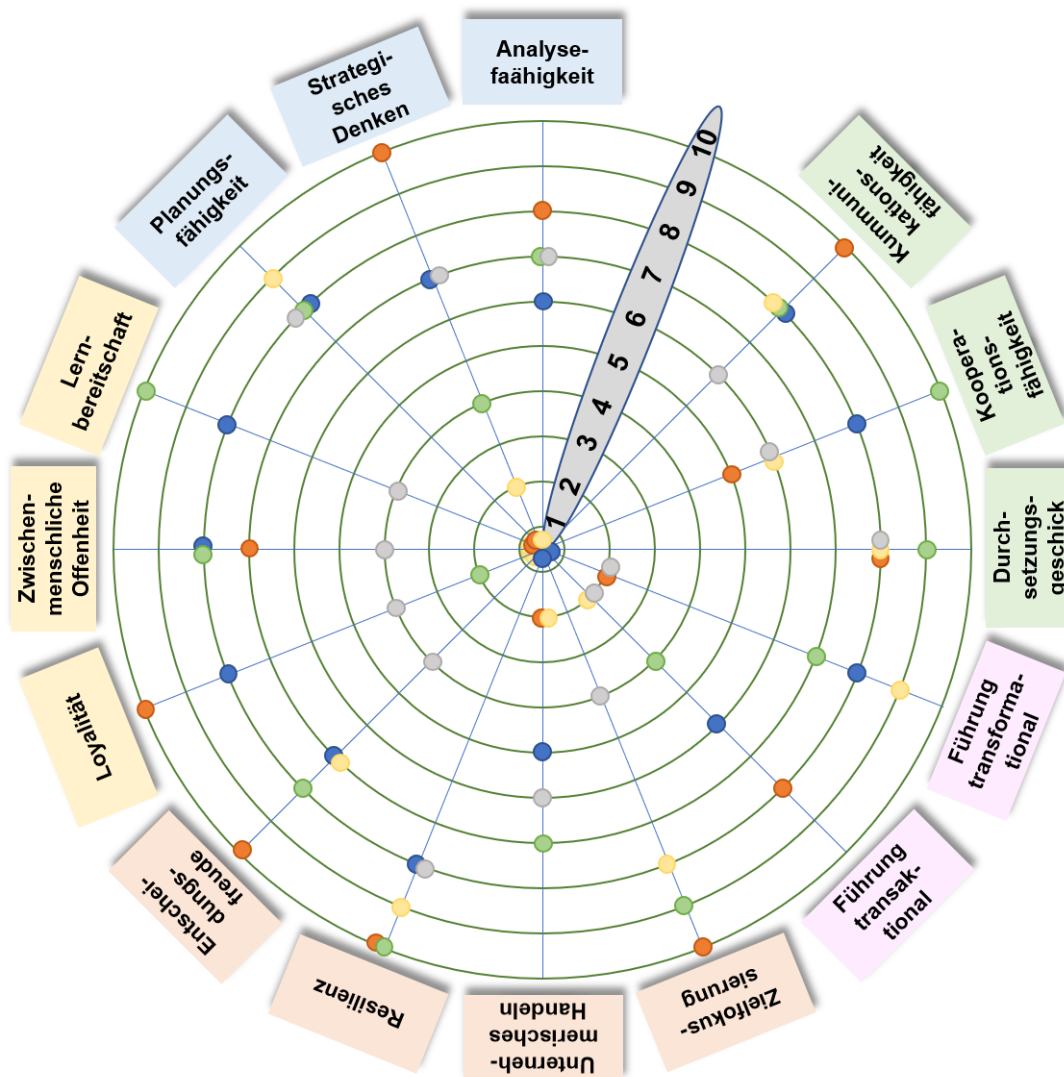 Analyse-
faähigkeit
Strategi-
sches
Denken
Planungs-
fähigkeit
Lern-
bereitschaft
Zwischen-
menschliche
Offenheit
Loyalität
Entschei-
dungs-
freude
Resilienz
Unterneh-
merisches
Handeln
Zielfokus-
sierung
Führung
transak-
tional
Führung
transforma-
tional
Durch-
setzungs-
geschick
Koopera-
tions-
fähigkeit
Kummuni-
kations-
fähigkeit
10
9
8
7
6
5
4
3
2
1